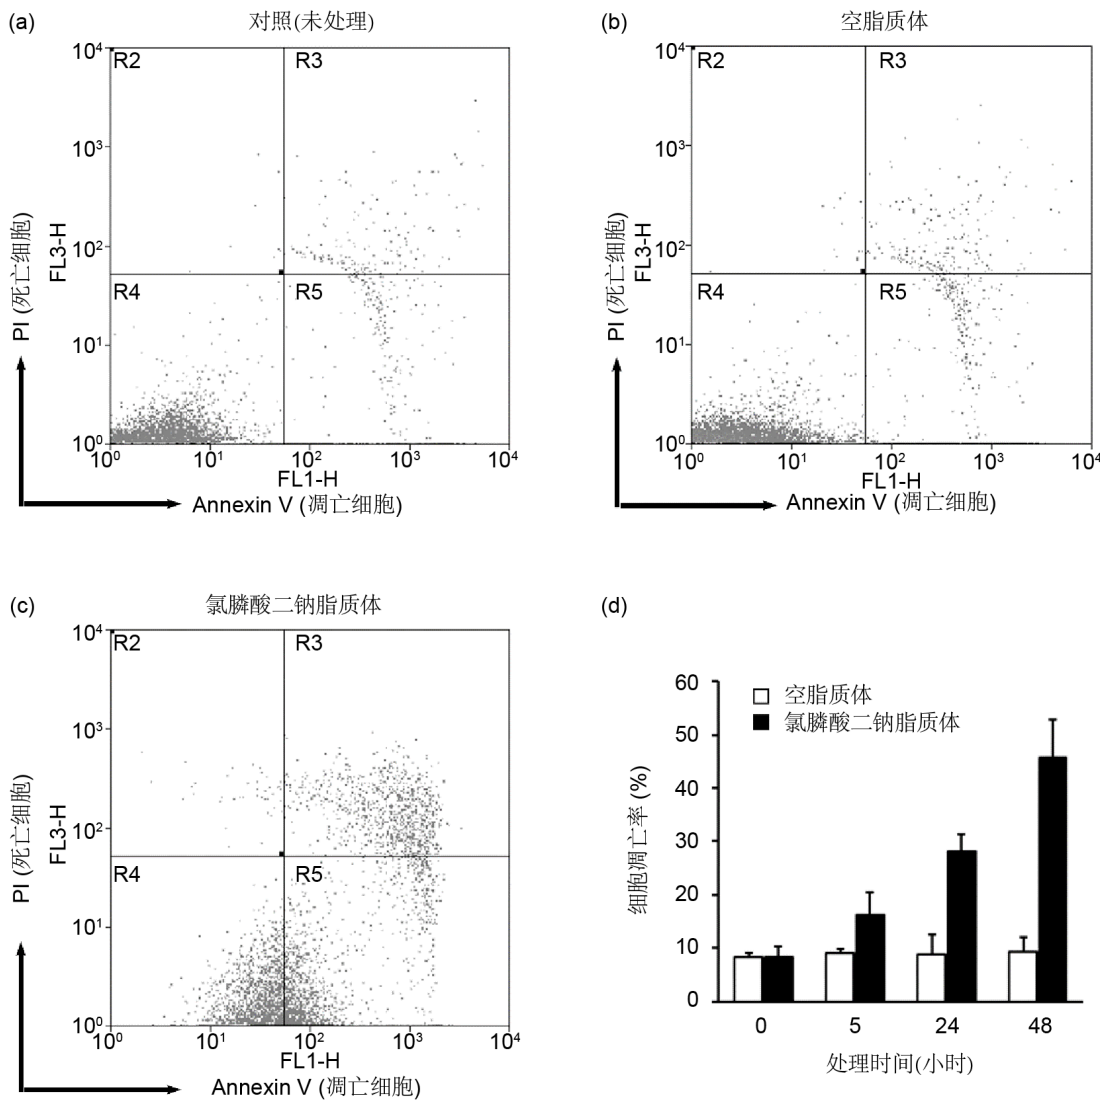 (a)
对照(未处理)
10⁴
R2
R3
10³
10²
R4
R5
10¹
10⁰
PI (死亡细胞)
FL3-H
10⁰
10¹
10²
10³
10⁴
FL1-H
Annexin V (凋亡细胞)
(b)
空脂质体
10⁴
R2
R3
10³
10²
R4
R5
10¹
10⁰
PI (死亡细胞)
FL3-H
10⁰
10¹
10²
10³
10⁴
FL1-H
Annexin V (凋亡细胞)
(c)
氯膦酸二钠脂质体
10⁴
R2
R3
10³
10²
R4
R5
10¹
10⁰
PI (死亡细胞)
FL3-H
10⁰
10¹
10²
10³
10⁴
FL1-H
Annexin V (凋亡细胞)
(d)
60
50
40
30
20
10
0
细胞凋亡率 (%)
空脂质体
氯膦酸二钠脂质体
0
5
24
48
处理时间(小时)